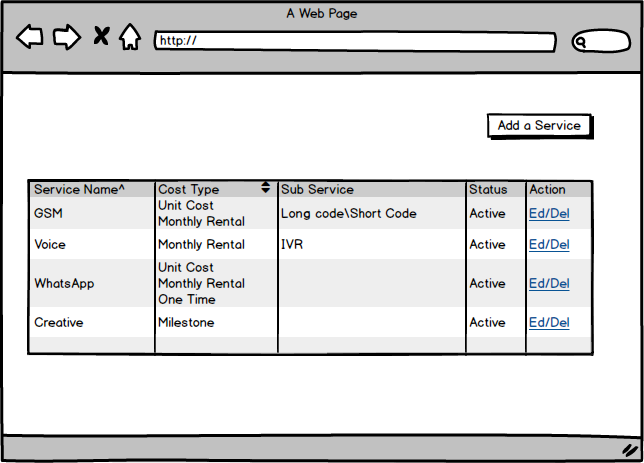 A Web Page
http://
Add a Service
Service Name^ Cost Type Sub Service Status Action
GSM Unit Cost Long code\Short Code Active Ed/Del
Monthly Rental
Voice Monthly Rental IVR Active Ed/Del
Unit Cost
WhatsApp Monthly Rental Active Ed/Del
One Time
Creative Milestone Active Ed/Del